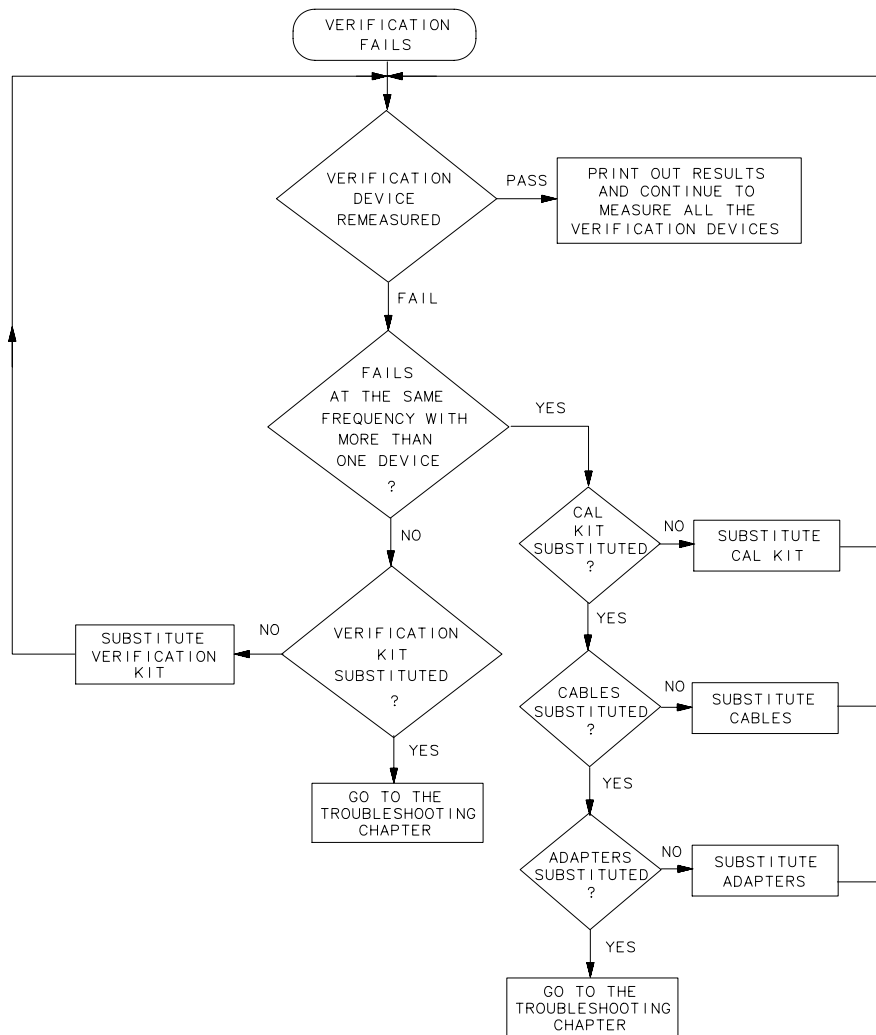 VERIFICATION
FAILS
VERIFICATION
DEVICE
REMEASURED
PASS
PRINT OUT RESULTS
AND CONTINUE TO
MEASURE ALL THE
VERIFICATION DEVICES
FAIL
FAILS
AT THE SAME
FREQUENCY WITH
MORE THAN
ONE DEVICE
?
YES
NO
CAL
KIT
SUBSTITUTED
?
NO
SUBSTITUTE
CAL KIT
YES
VERIFICATION
KIT
SUBSTITUTED
?
NO
SUBSTITUTE
VERIFICATION
KIT
YES
GO TO THE
TROUBLESHOOTING
CHAPTER
CABLES
SUBSTITUTED
?
NO
SUBSTITUTE
CABLES
YES
ADAPTERS
SUBSTITUTED
?
NO
SUBSTITUTE
ADAPTERS
YES
GO TO THE
TROUBLESHOOTING
CHAPTER